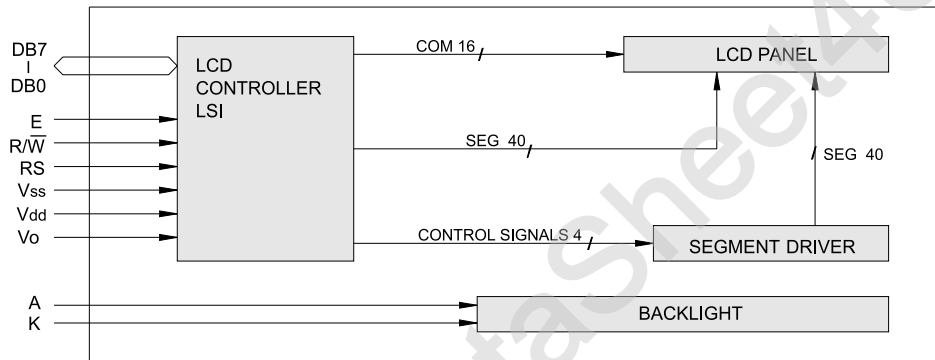 DB7
DB0
E
R/W̅
RS
Vss
Vdd
Vo
A
K
LCD
CONTROLLER
LSI
COM 16
SEG 40
CONTROL SIGNALS 4
LCD PANEL
SEG 40
SEGMENT DRIVER
BACKLIGHT
taSheet4